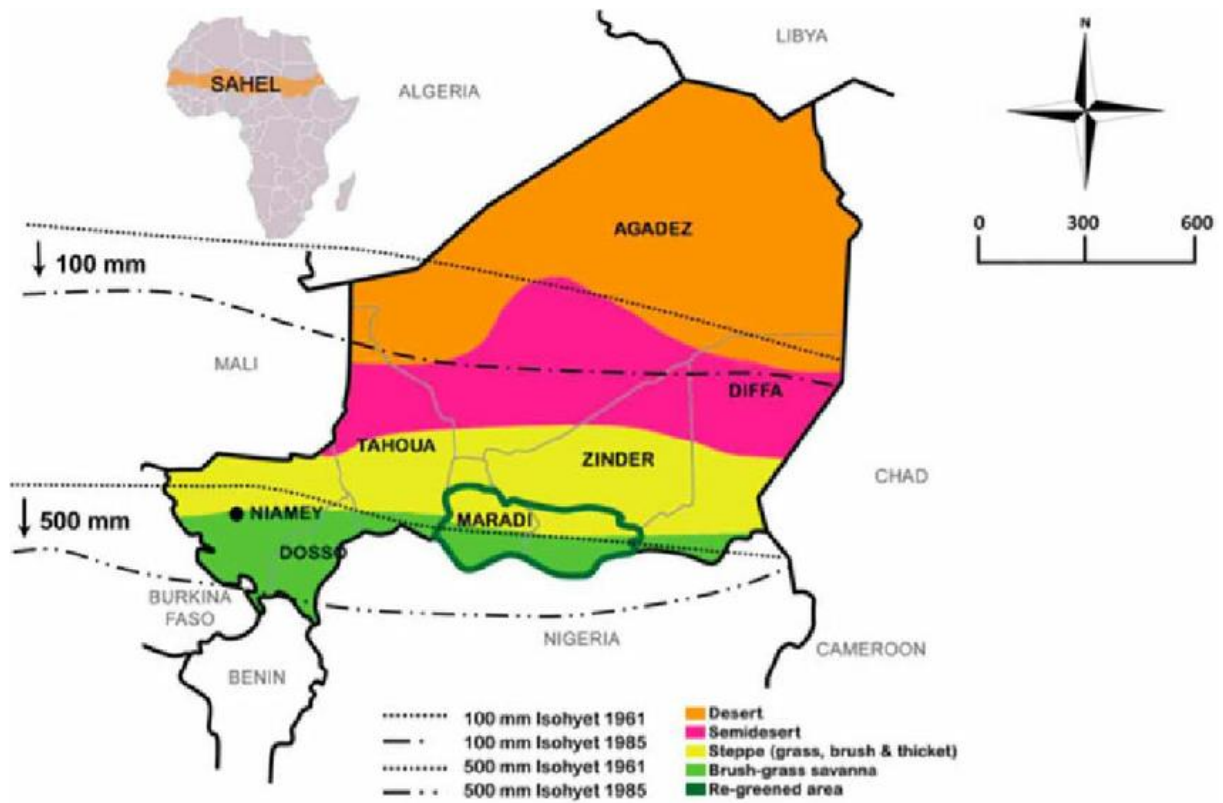 N
LIBYA
SAHEL
ALGERIA
0 300 600
AGADEZ
100 mm
MALI
DIFFA
TAHOUA
ZINDER
CHAD
500 mm
NIAMEY
MARADI
DOSSO
BURKINA
FASO
NIGERIA
CAMEROON
BENIN
100 mm Isohyet 1961
100 mm Isohyet 1985
500 mm Isohyet 1961
500 mm Isohyet 1985
Desert
Semidesert
Steppe (grass, brush & thicket)
Brush-grass savanna
Re-greened area